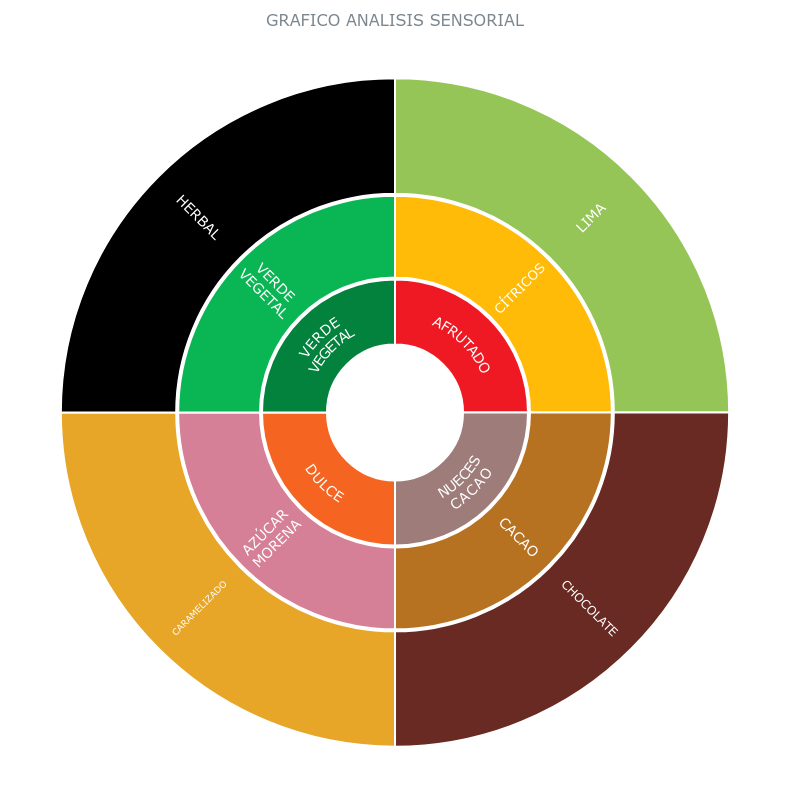 GRAFICO ANALISIS SENSORIAL
HERBAL
LIMA
VERDE
VEGETAL
CÍTRICOS
VERDE
VEGETAL
AFRUTADO
DULCE
NUECES
CACAO
AZÚCAR
MORENA
CACAO
CARAMELIZADO
CHOCOLATE